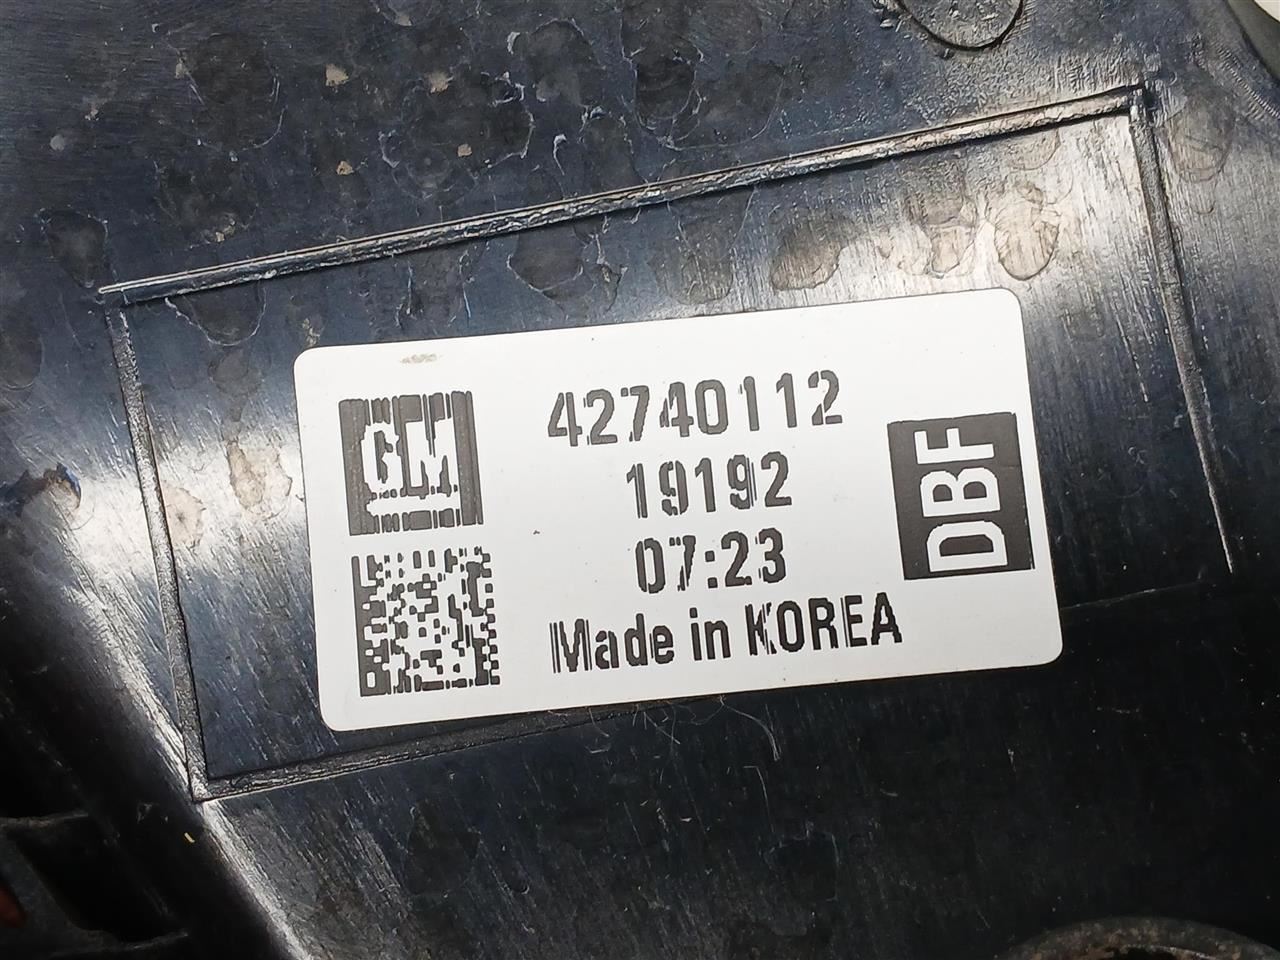 GM
42740112
19192
07:23
Made in KOREA
DBF